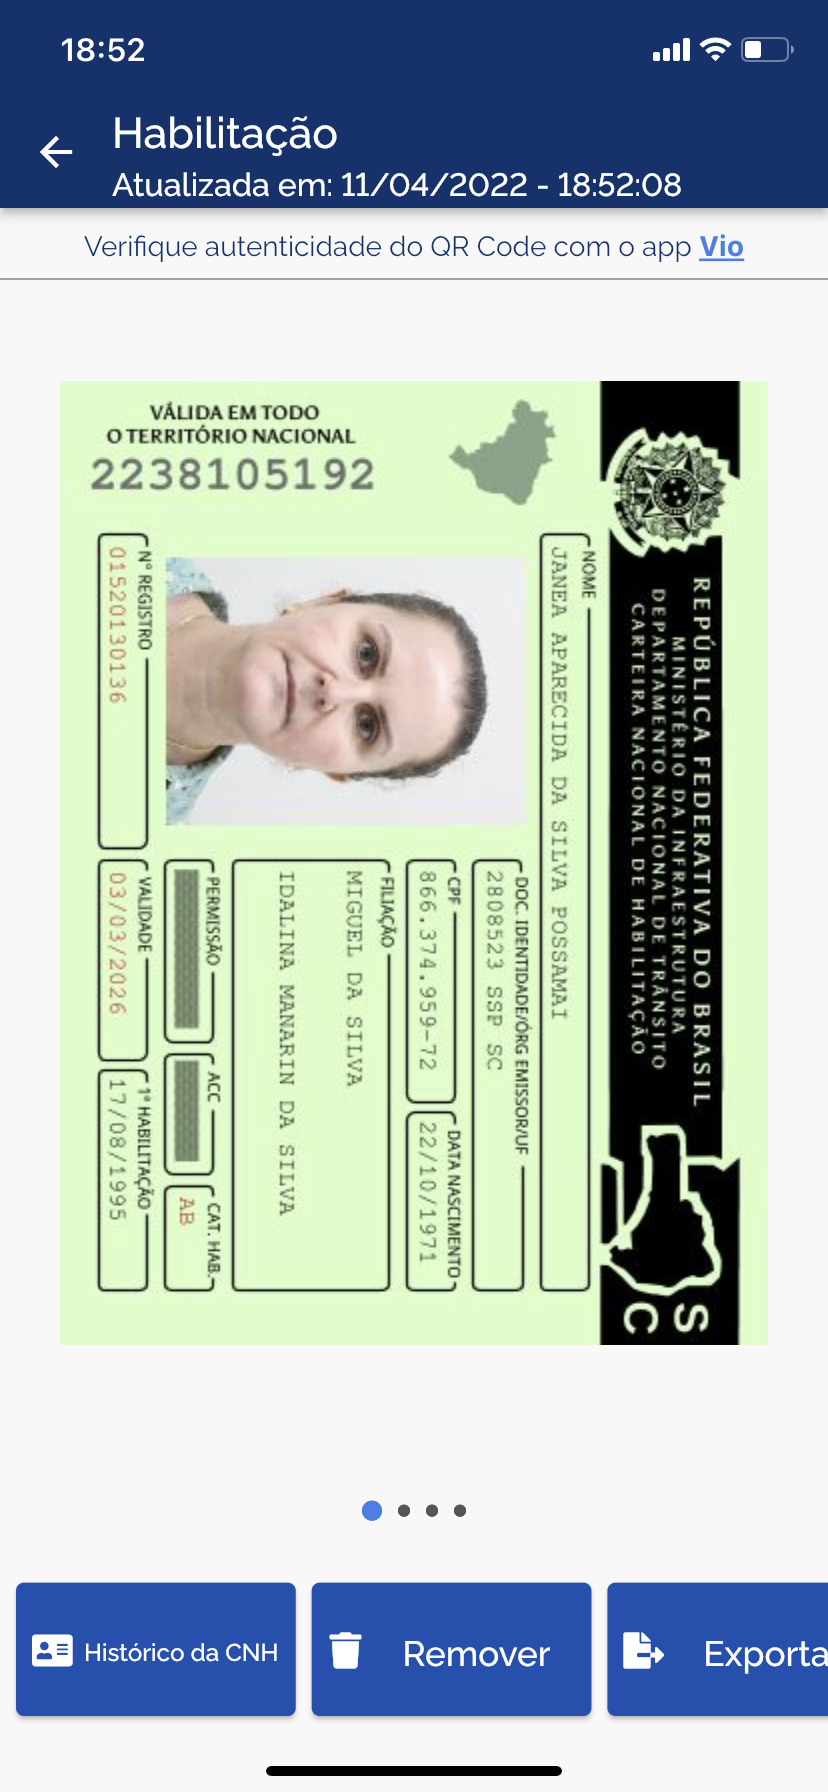 18:52
Habilitação
Atualizada em: 11/04/2022 - 18:52:08
Verifique autenticidade do QR Code com o app Vio
VÁLIDA EM TODO
O TERRITÓRIO NACIONAL
2238105192
REPÚBLICA FEDERATIVA DO BRASIL
MINISTÉRIO DA INFRAESTRUTURA
DEPARTAMENTO NACIONAL DE TRÂNSITO
CARTEIRA NACIONAL DE HABILITAÇÃO
SC
NOME
JANEA APARECIDA DA SILVA POSSAMAI
DOC. IDENTIDADE/ÓRG EMISSOR/UF
2808523 SSP SC
CPF
866.374.959-72
DATA NASCIMENTO
22/10/1971
FILIAÇÃO
MIGUEL DA SILVA
IDALINA MANARIN DA SILVA
PERMISSÃO
ACC
CAT. HAB.
AB
Nº REGISTRO
01520130136
VALIDADE
03/03/2026
1ª HABILITAÇÃO
17/08/1995
Histórico da CNH
Remover
Exporta